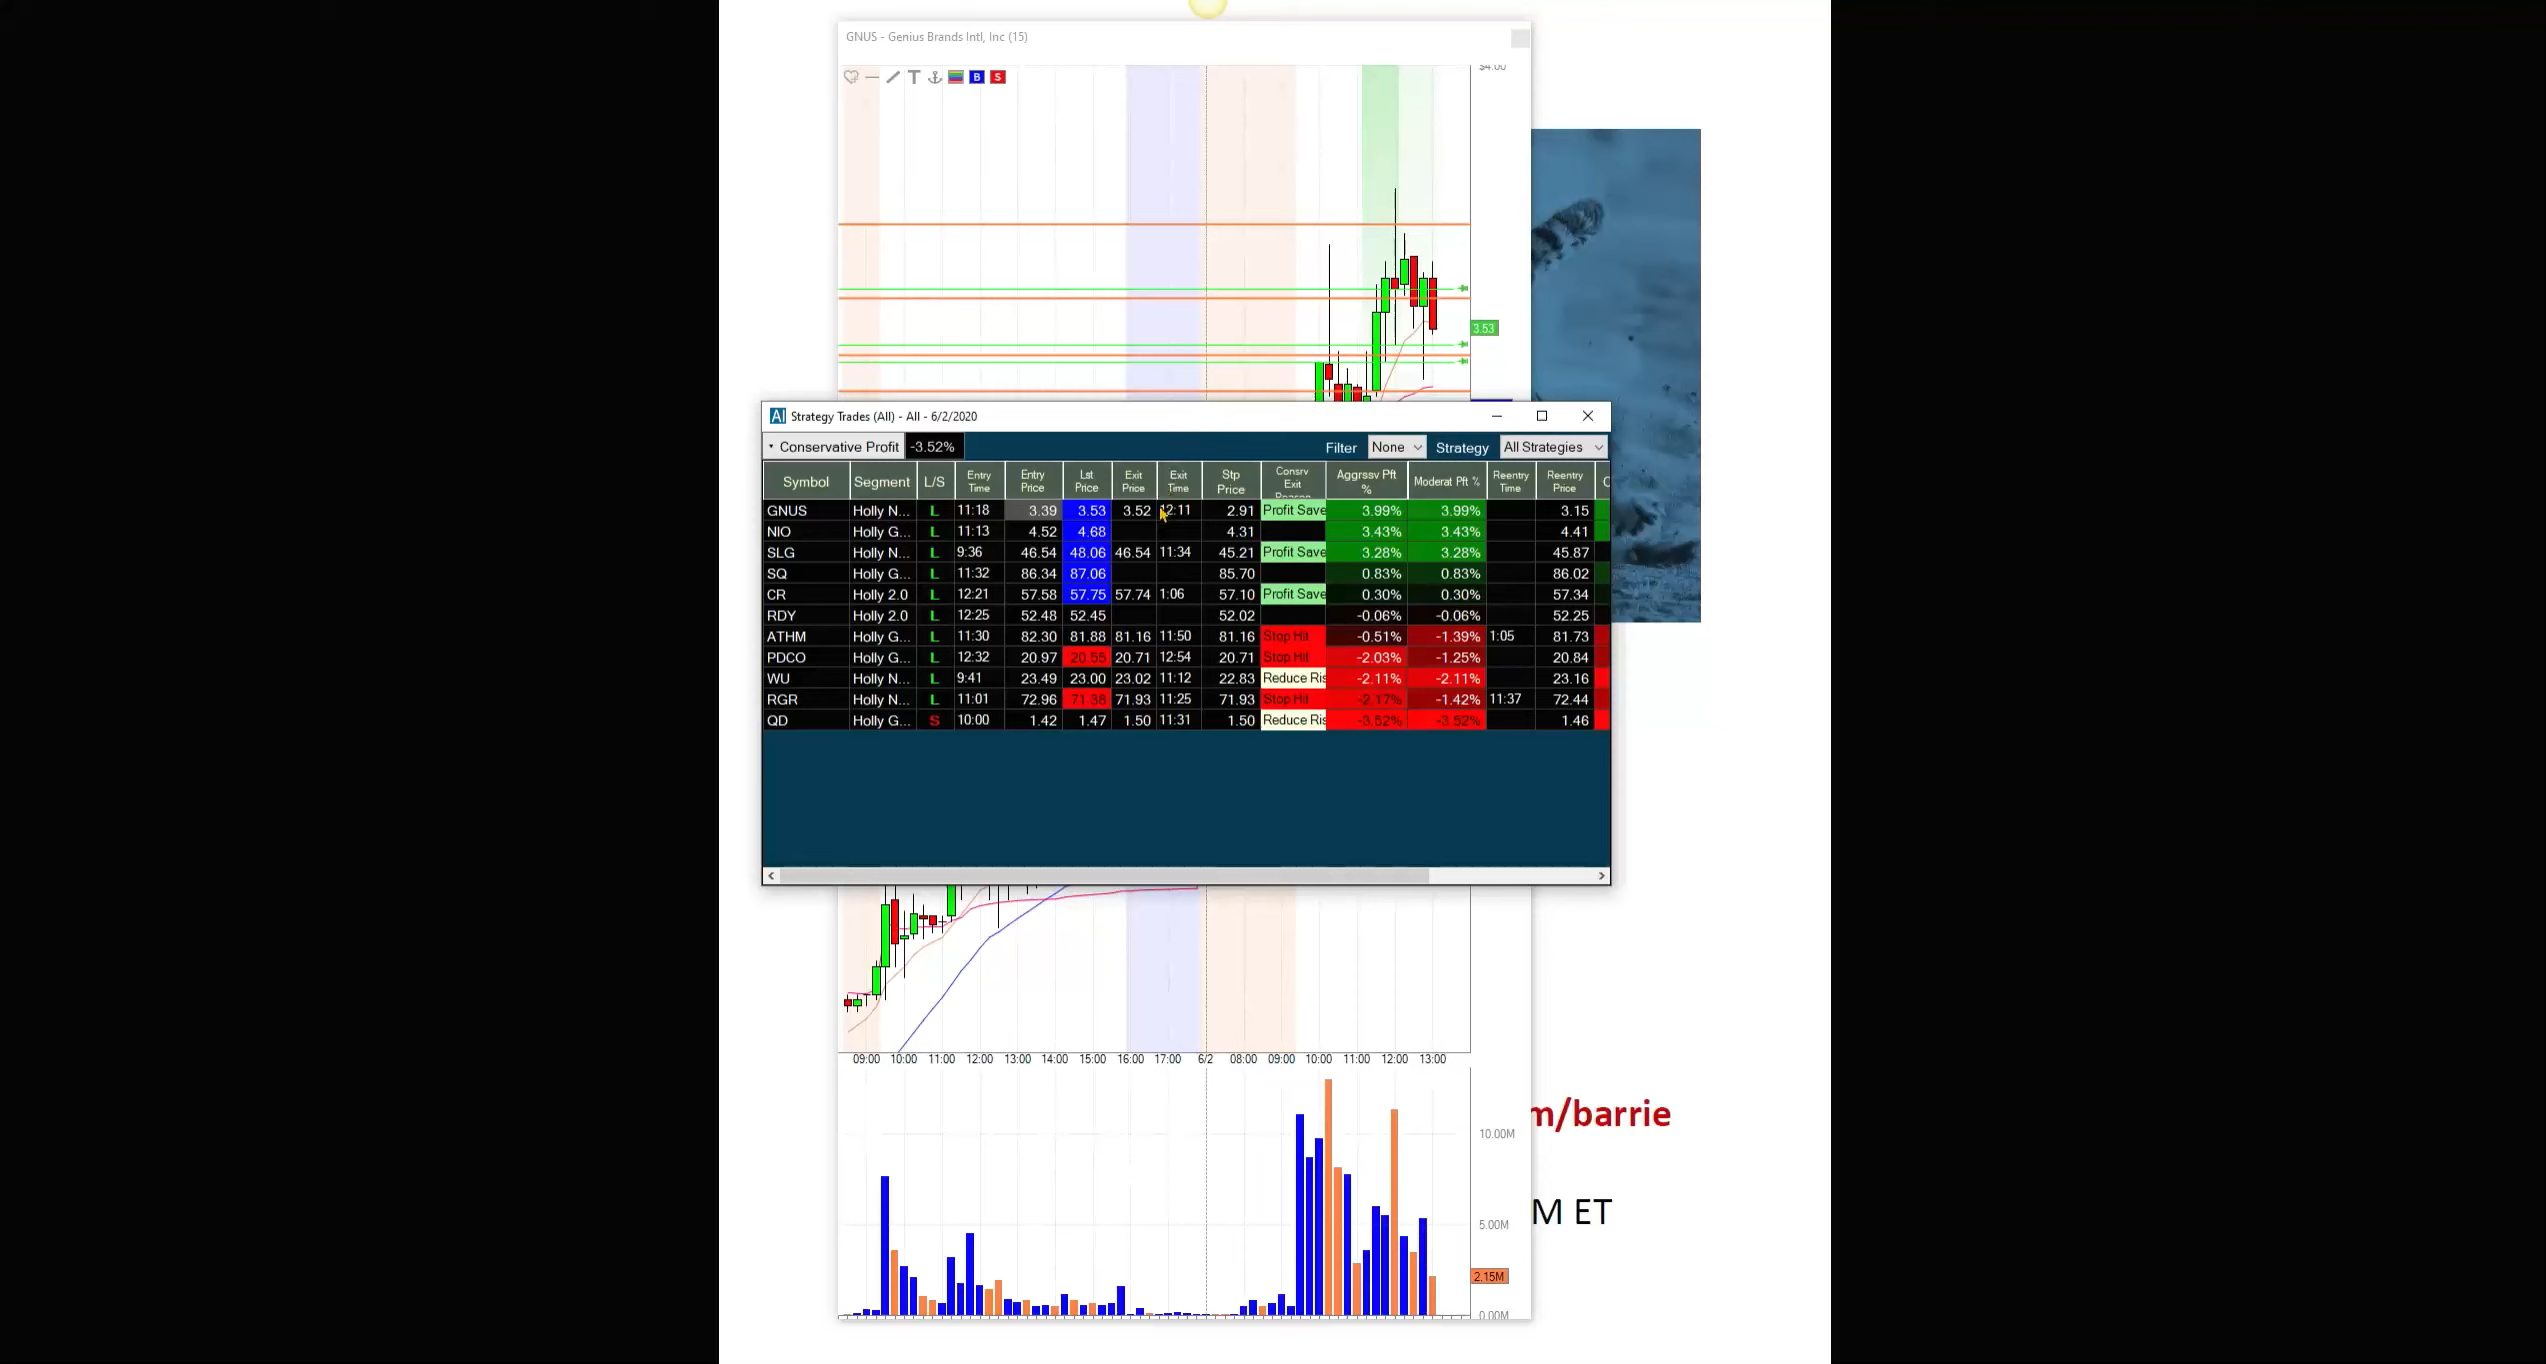 GNUS - Genius Brands Intl, Inc (15)
T B S
$4.00
3.53
AI Strategy Trades (All) - All - 6/2/2020
Conservative Profit -3.52% Filter None Strategy All Strategies
Symbol Segment L/S Entry Time Entry Price Lst Price Exit Price Exit Time Stp Price Consrv Exit Reason Aggrssv Pft % Moderat Pft % Reentry Time Reentry Price C
GNUS Holly N... L 11:18 3.39 3.53 3.52 12:11 2.91 Profit Save 3.99% 3.99% 3.15
NIO Holly G... L 11:13 4.52 4.68 4.31 3.43% 3.43% 4.41
SLG Holly N... L 9:36 46.54 48.06 46.54 11:34 45.21 Profit Save 3.28% 3.28% 45.87
SQ Holly G... L 11:32 86.34 87.06 85.70 0.83% 0.83% 86.02
CR Holly 2.0 L 12:21 57.58 57.75 57.74 1:06 57.10 Profit Save 0.30% 0.30% 57.34
RDY Holly 2.0 L 12:25 52.48 52.45 52.02 -0.06% -0.06% 52.25
ATHM Holly G... L 11:30 82.30 81.88 81.16 11:50 81.16 Stop Hit -0.51% -1.39% 1:05 81.73
PDCO Holly G... L 12:32 20.97 20.55 20.71 12:54 20.71 Stop Hit -2.03% -1.25% 20.84
WU Holly N... L 9:41 23.49 23.00 23.02 11:12 22.83 Reduce Ris -2.11% -2.11% 23.16
RGR Holly N... L 11:01 72.96 71.38 71.93 11:25 71.93 Stop Hit -2.17% -1.42% 11:37 72.44
QD Holly G... S 10:00 1.42 1.47 1.50 11:31 1.50 Reduce Ris -3.52% -3.52% 1.46
09:00 10:00 11:00 12:00 13:00 14:00 15:00 16:00 17:00 6/2 08:00 09:00 10:00 11:00 12:00 13:00
10.00M
5.00M
2.15M
0.00M
m/barrie
M ET